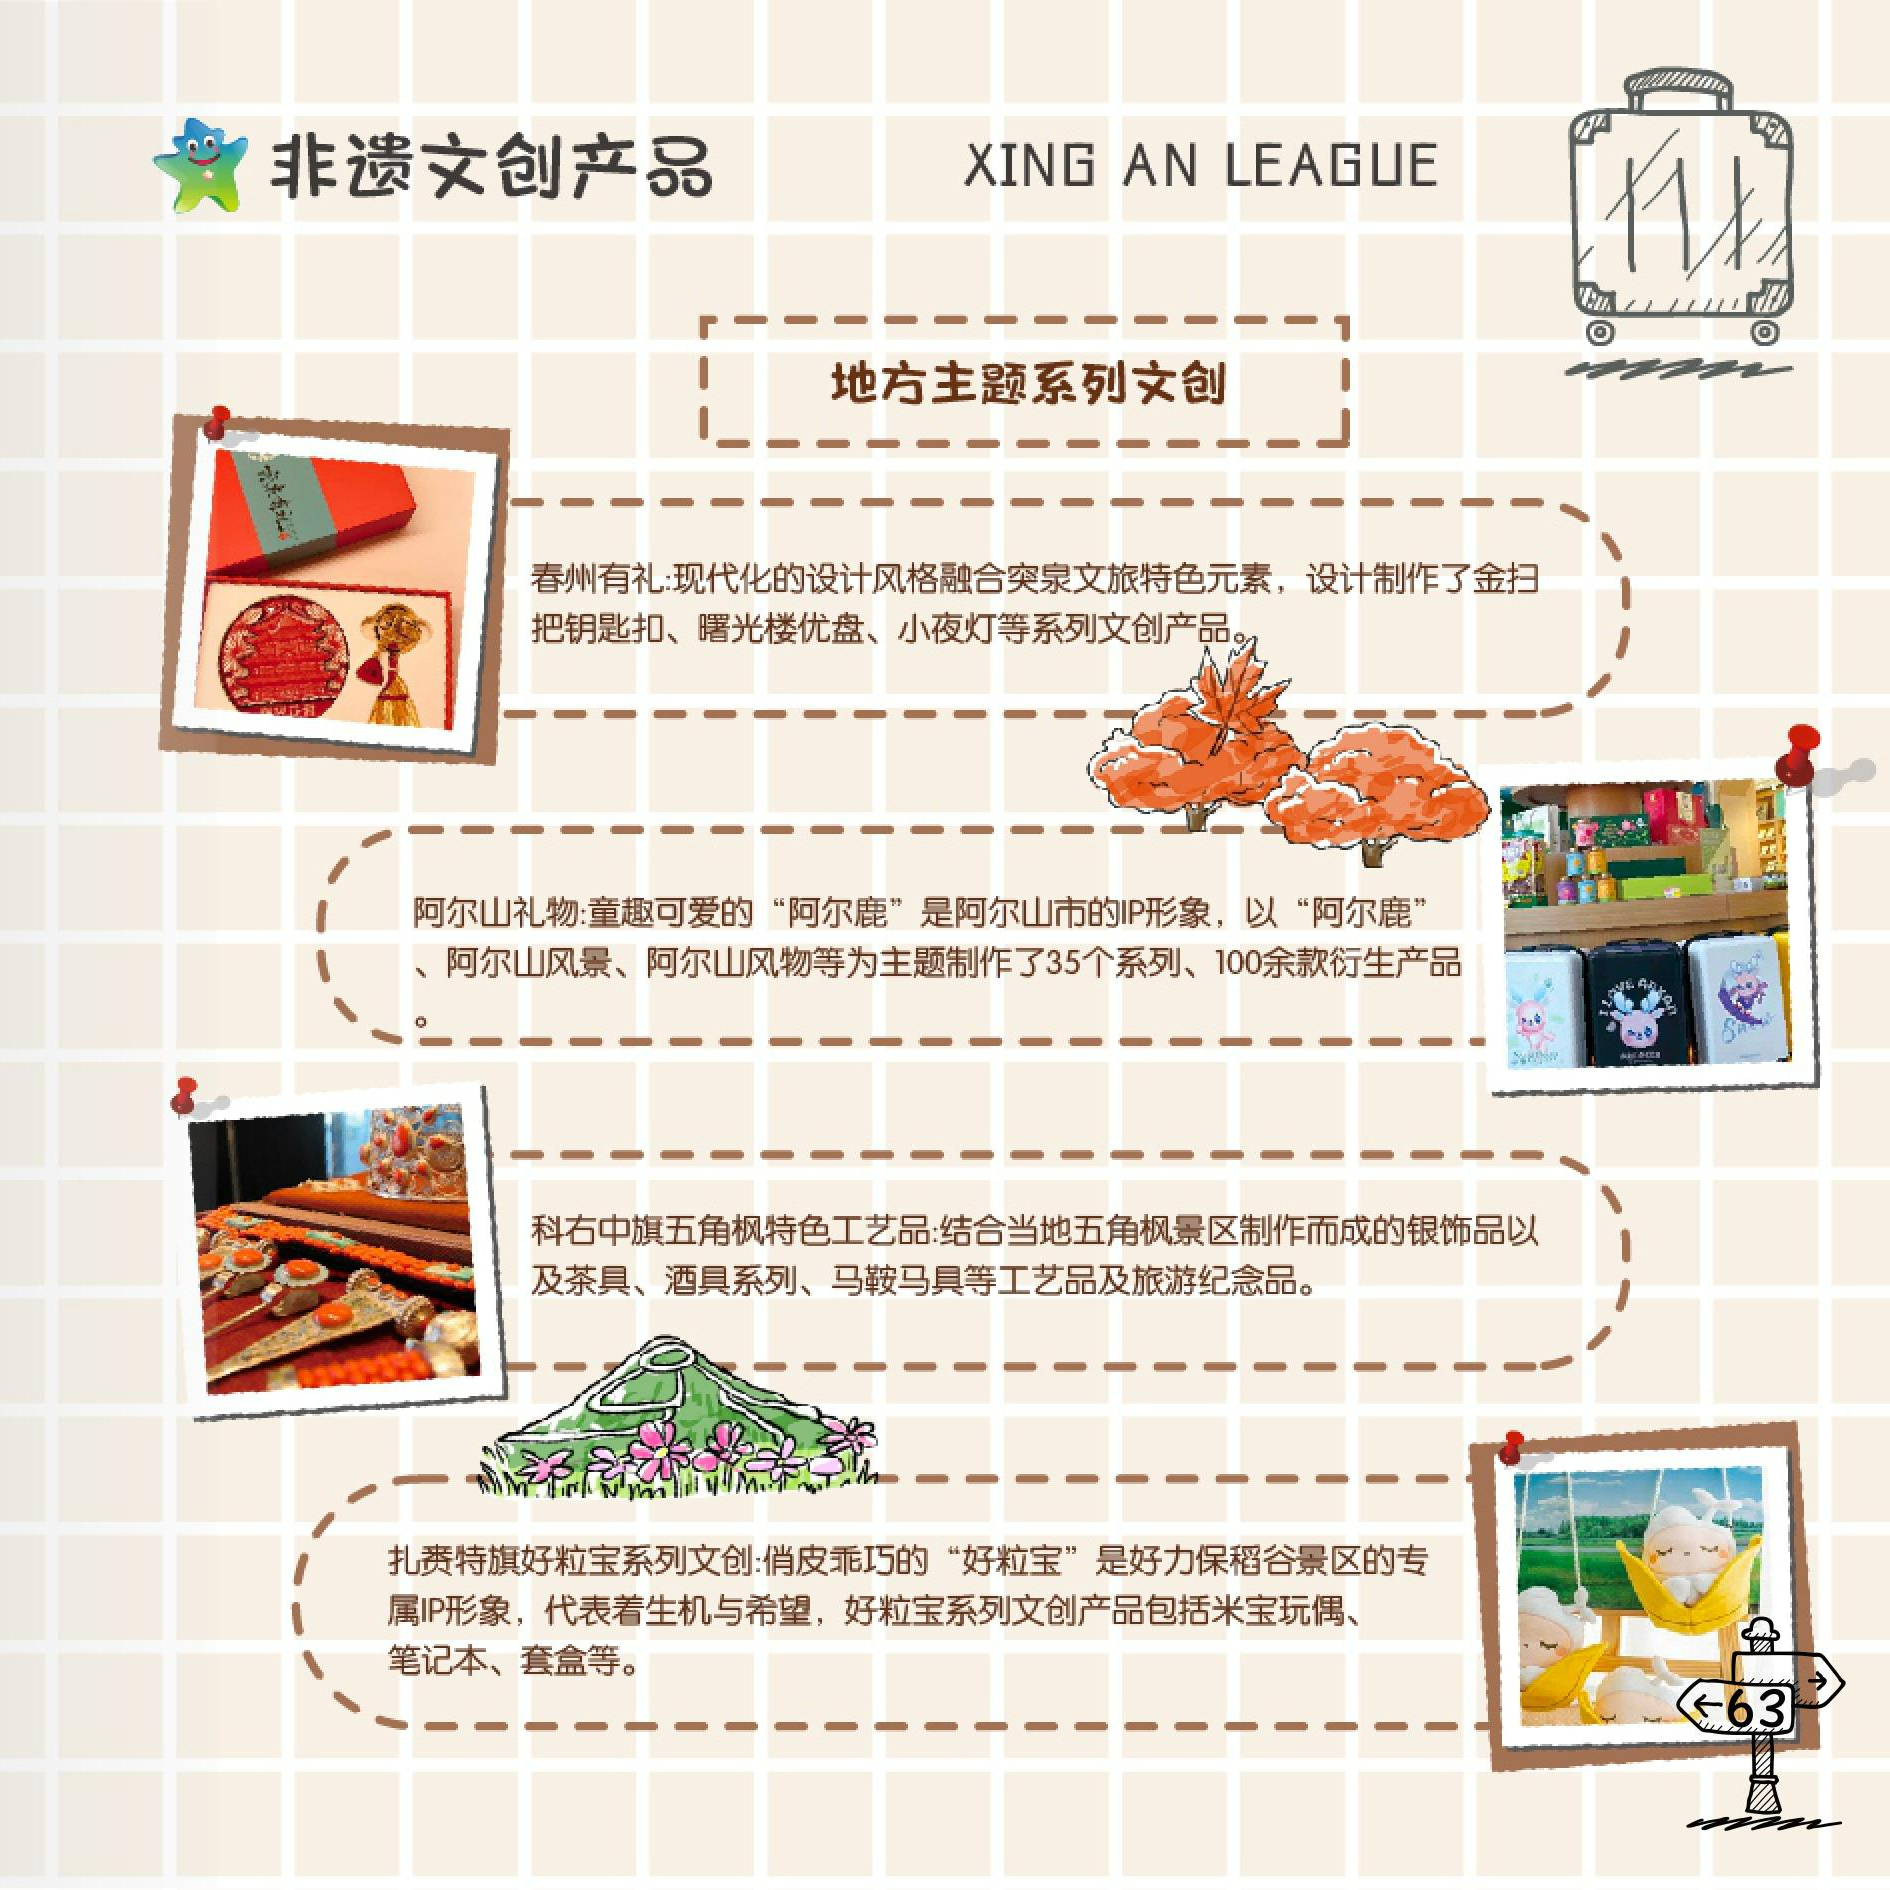 非遗文创产品
XING AN LEAGUE
地方主题系列文创
春州有礼:现代化的设计风格融合突泉文旅特色元素，设计制作了金扫
把钥匙扣、曙光楼优盘、小夜灯等系列文创产品。
阿尔山礼物:童趣可爱的“阿尔鹿”是阿尔山市的IP形象，以“阿尔鹿”
、阿尔山风景、阿尔山风物等为主题制作了35个系列、100余款衍生产品
。
I LOVE ARXAN
科右中旗五角枫特色工艺品:结合当地五角枫景区制作而成的银饰品以
及茶具、酒具系列、马鞍马具等工艺品及旅游纪念品。
扎赉特旗好粒宝系列文创:俏皮乖巧的“好粒宝”是好力保稻谷景区的专
属IP形象，代表着生机与希望，好粒宝系列文创产品包括米宝玩偶、
笔记本、套盒等。
63